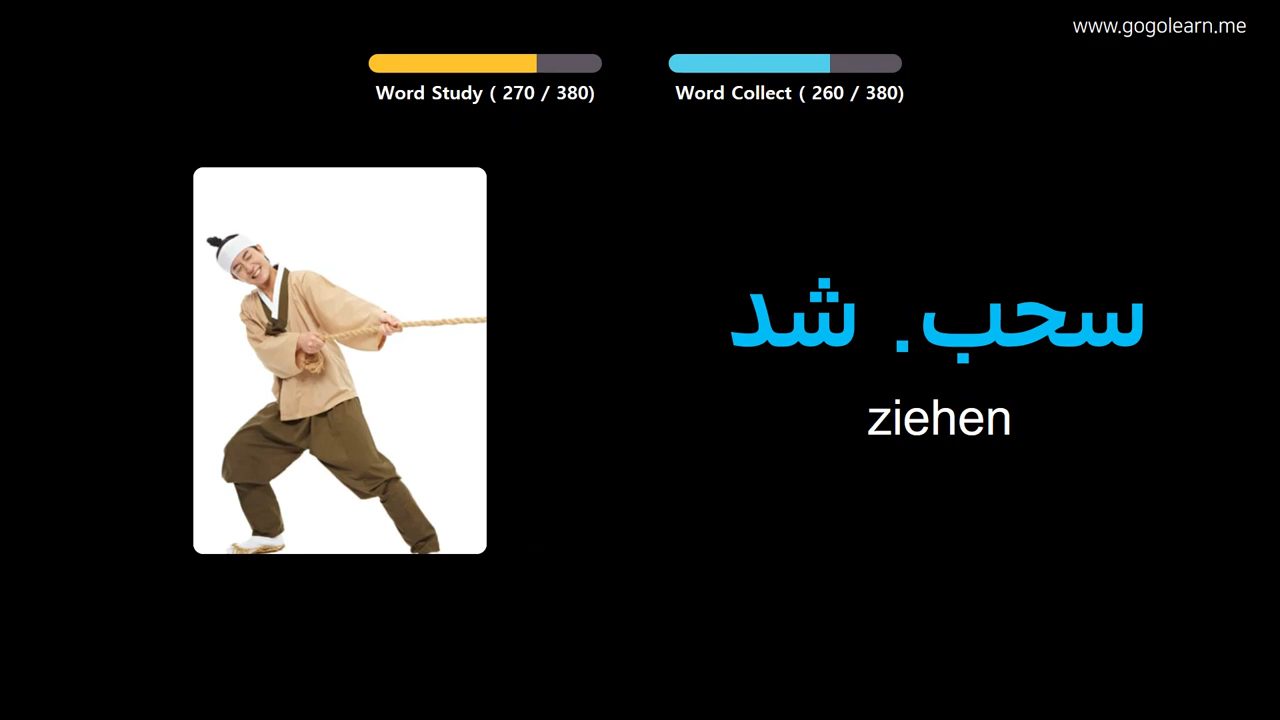 www.gogolearn.me
Word Study ( 270 / 380)
Word Collect ( 260 / 380)
سحب. شد
ziehen